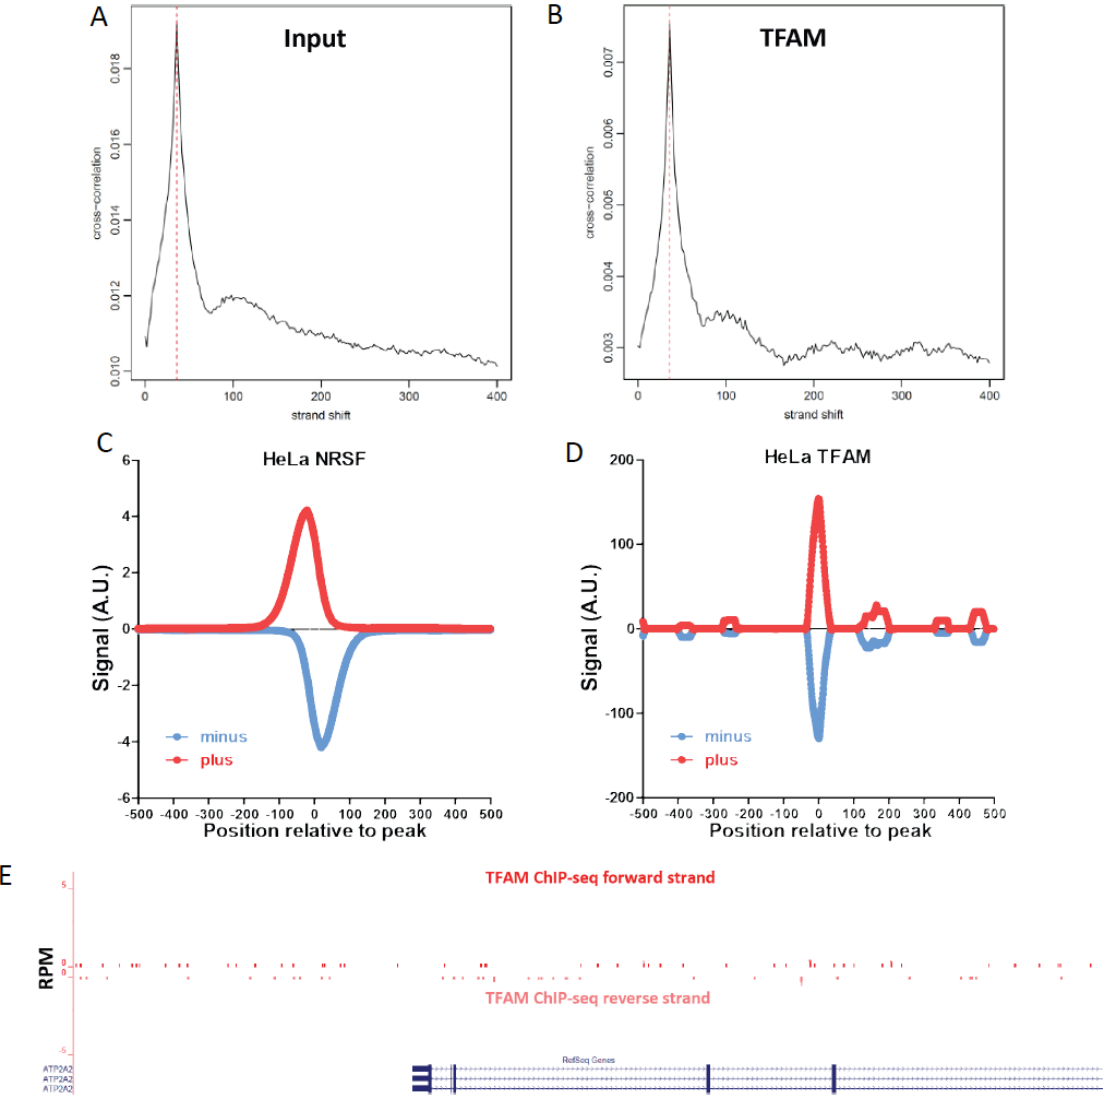 A
Input
cross-correlation
0.018
0.016
0.014
0.012
0.010
0 100 200 300 400
strand shift
B
TFAM
cross-correlation
0.007
0.006
0.005
0.004
0.003
0 100 200 300 400
strand shift
C
HeLa NRSF
Signal (A.U.)
6
4
2
0
-2
-4
-6
minus
plus
-500 -400 -300 -200 -100 0 100 200 300 400 500
Position relative to peak
D
HeLa TFAM
Signal (A.U.)
200
100
0
-100
-200
minus
plus
-500 -400 -300 -200 -100 0 100 200 300 400 500
Position relative to peak
E
TFAM ChIP-seq forward strand
RPM
5
0
0
-5
TFAM ChIP-seq reverse strand
RefSeq Genes
ATP2A2
ATP2A2
ATP2A2